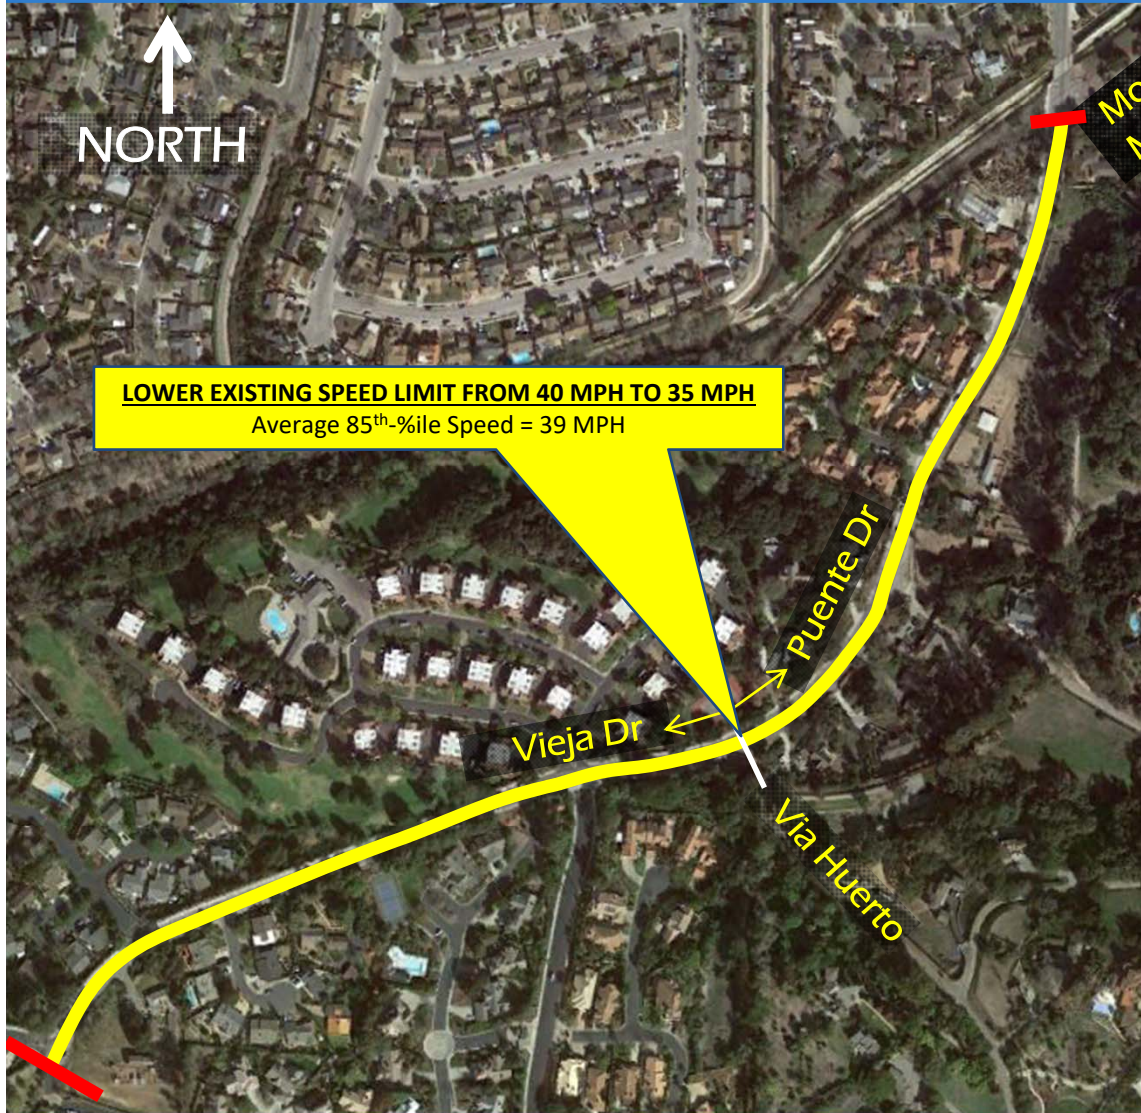 NORTH
LOWER EXISTING SPEED LIMIT FROM 40 MPH TO 35 MPH
Average 85th-%ile Speed = 39 MPH
Puente Dr
Vieja Dr
Via Huerto